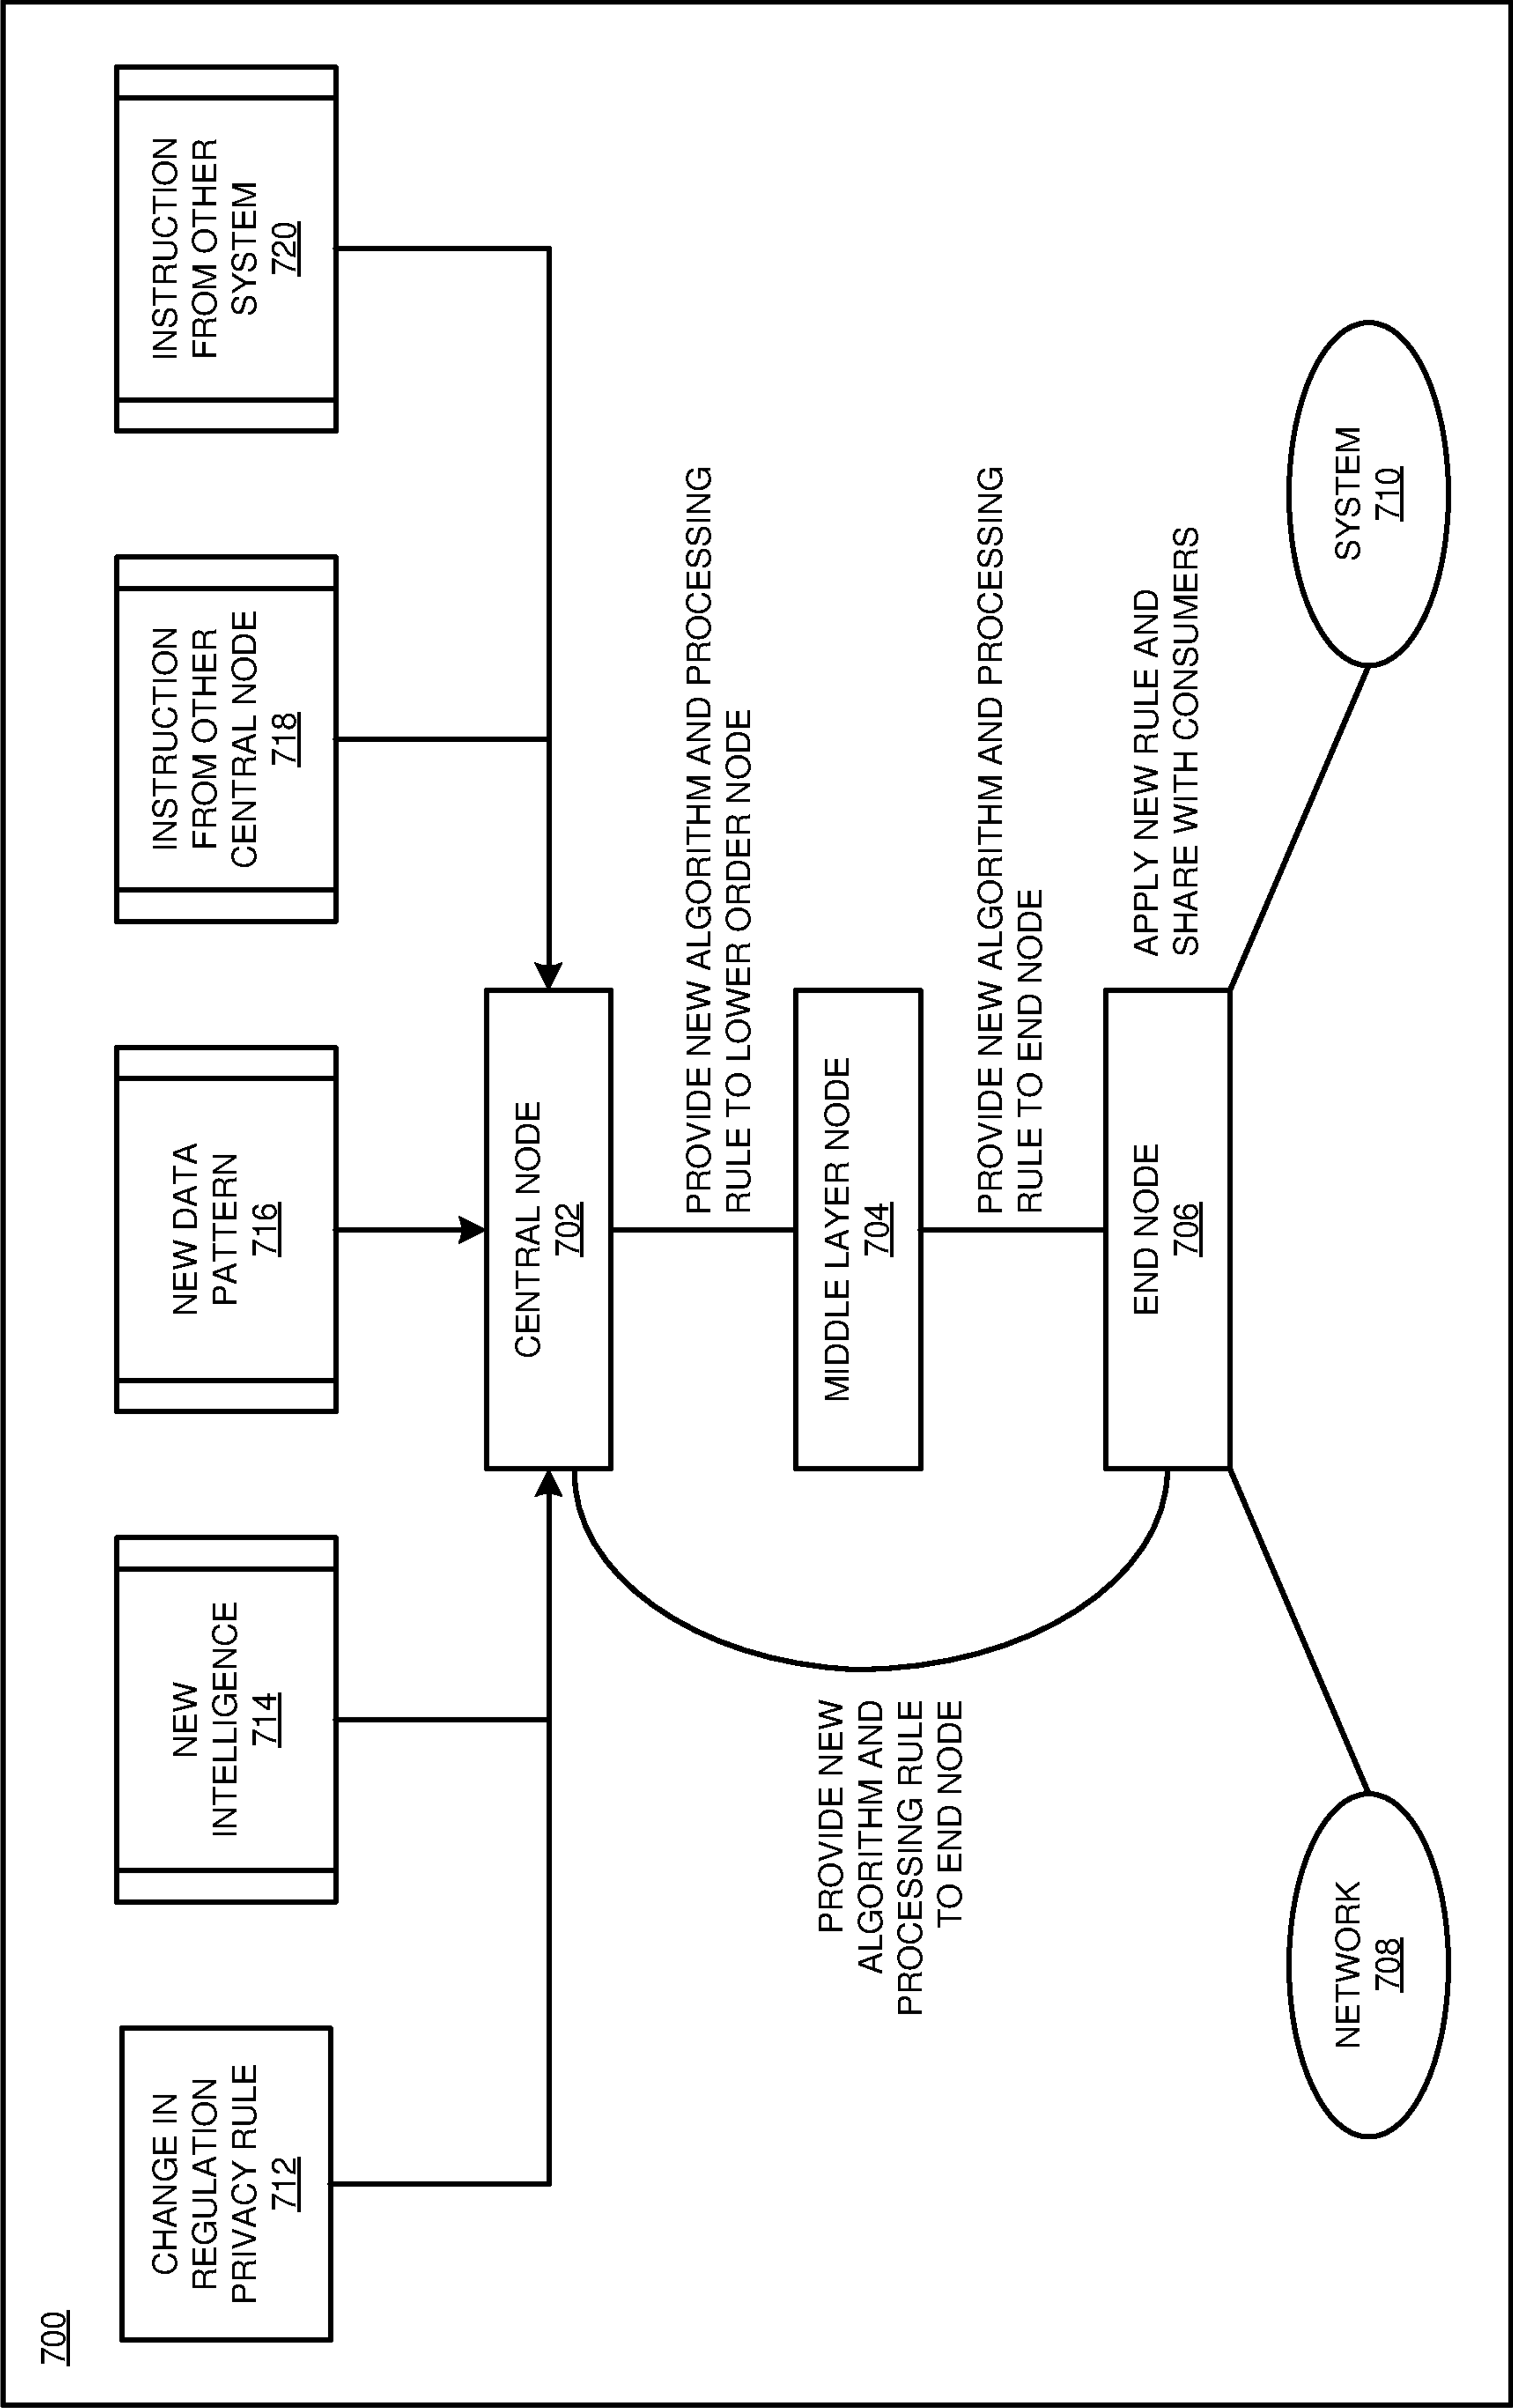 700
CHANGE IN
REGULATION
PRIVACY RULE
712
NEW
INTELLIGENCE
714
NEW DATA
PATTERN
716
INSTRUCTION
FROM OTHER
CENTRAL NODE
718
INSTRUCTION
FROM OTHER
SYSTEM
720
CENTRAL NODE
702
PROVIDE NEW ALGORITHM AND PROCESSING
RULE TO LOWER ORDER NODE
PROVIDE NEW
ALGORITHM AND
PROCESSING RULE
TO END NODE
MIDDLE LAYER NODE
704
PROVIDE NEW ALGORITHM AND PROCESSING
RULE TO END NODE
END NODE
706
APPLY NEW RULE AND
SHARE WITH CONSUMERS
NETWORK
708
SYSTEM
710